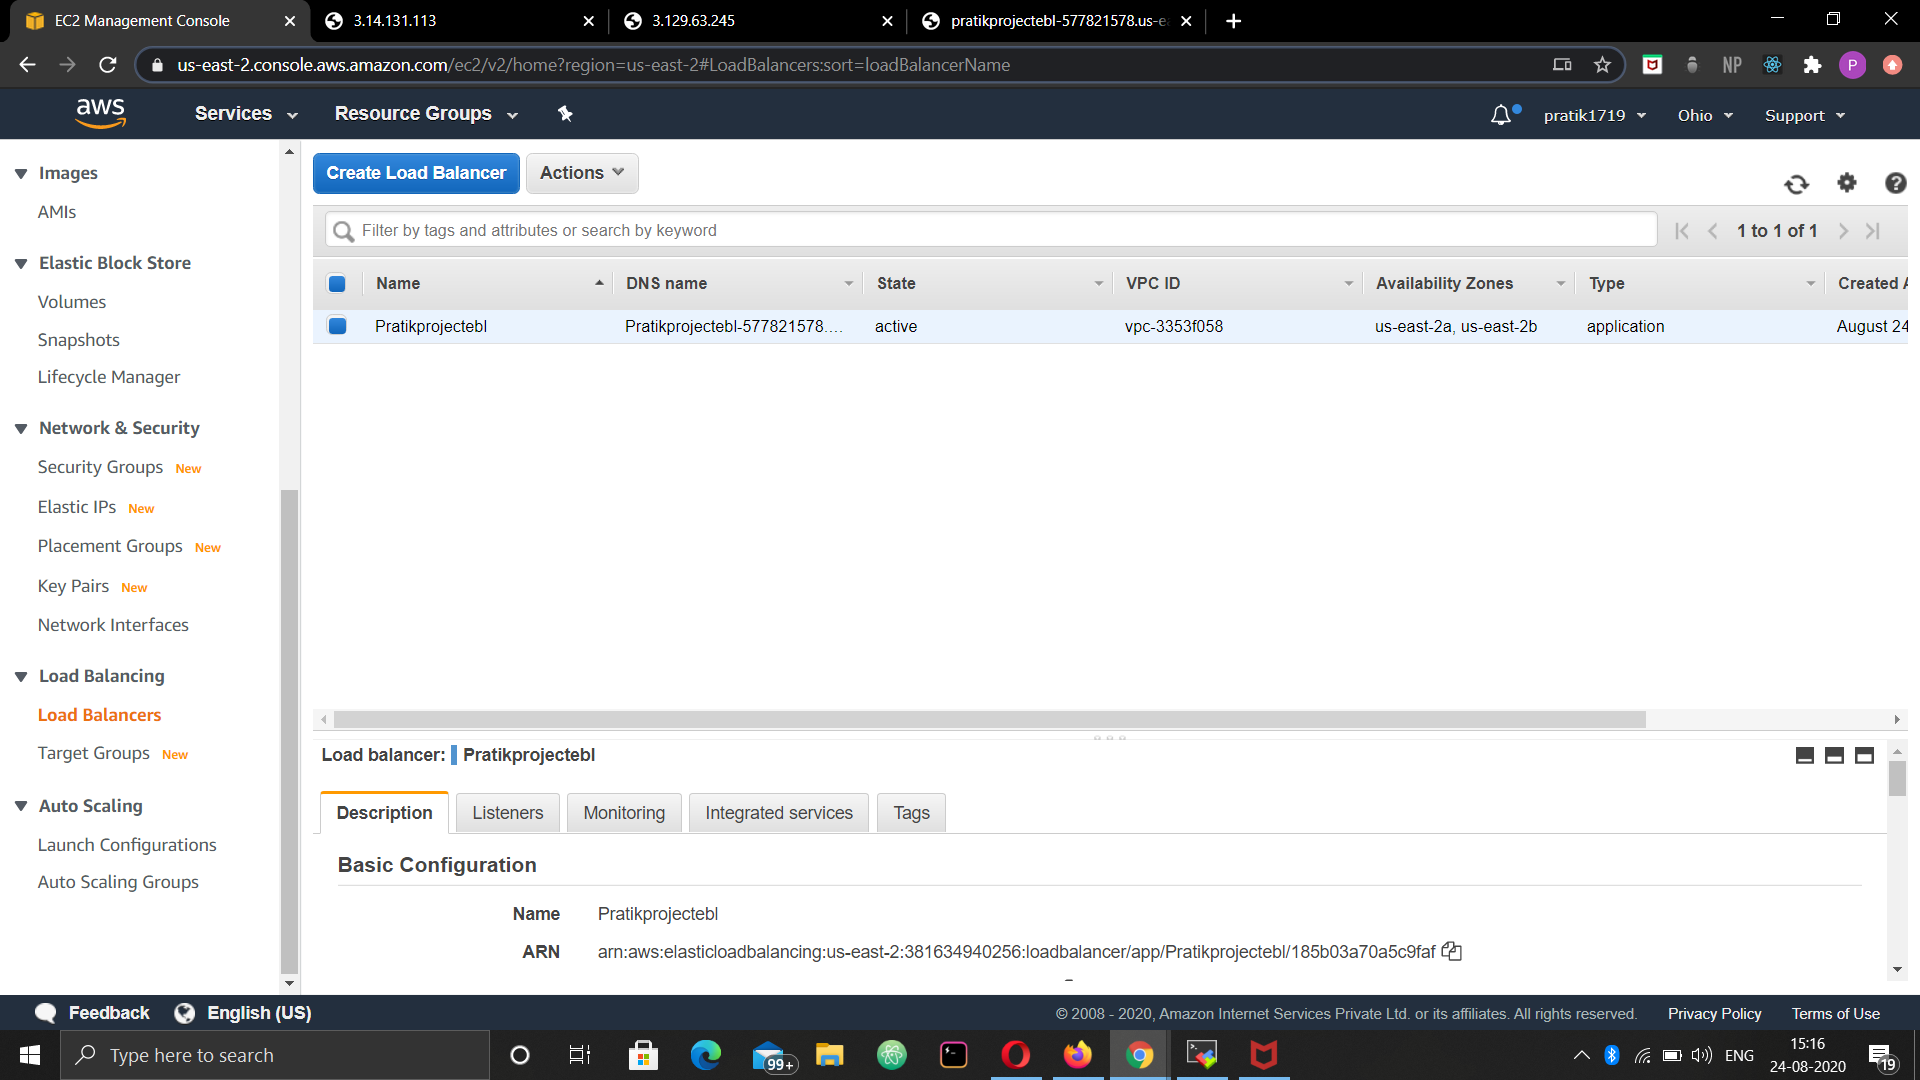 EC2 Management Console
3.14.131.113
3.129.63.245
pratikprojectebl-577821578.us-ea
us-east-2.console.aws.amazon.com/ec2/v2/home?region=us-east-2#LoadBalancers:sort=loadBalancerName
NP
P
aws
Services
Resource Groups
pratik1719
Ohio
Support
Images
AMIs
Elastic Block Store
Volumes
Snapshots
Lifecycle Manager
Network & Security
Security Groups New
Elastic IPs New
Placement Groups New
Key Pairs New
Network Interfaces
Load Balancing
Load Balancers
Target Groups New
Auto Scaling
Launch Configurations
Auto Scaling Groups
Create Load Balancer
Actions
Filter by tags and attributes or search by keyword
1 to 1 of 1
Name DNS name State VPC ID Availability Zones Type Created A
Pratikprojectebl Pratikprojectebl-577821578.... active vpc-3353f058 us-east-2a, us-east-2b application August 24
Load balancer: Pratikprojectebl
Description Listeners Monitoring Integrated services Tags
Basic Configuration
Name Pratikprojectebl
ARN arn:aws:elasticloadbalancing:us-east-2:381634940256:loadbalancer/app/Pratikprojectebl/185b03a70a5c9faf
Feedback English (US)
© 2008 - 2020, Amazon Internet Services Private Ltd. or its affiliates. All rights reserved. Privacy Policy Terms of Use
Type here to search
99+
ENG
15:16
24-08-2020
19